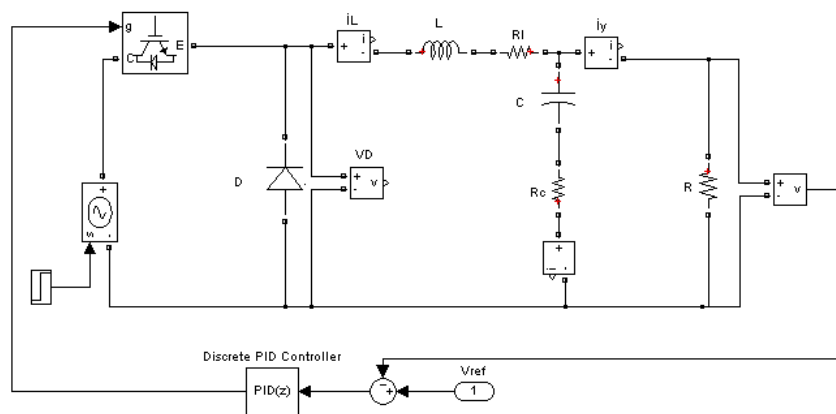 g
C
E
iL
i
L
Rl
iy
i
C
VD
v
D
Rc
i
R
v
s
Discrete PID Controller
PID(z)
Vref
1